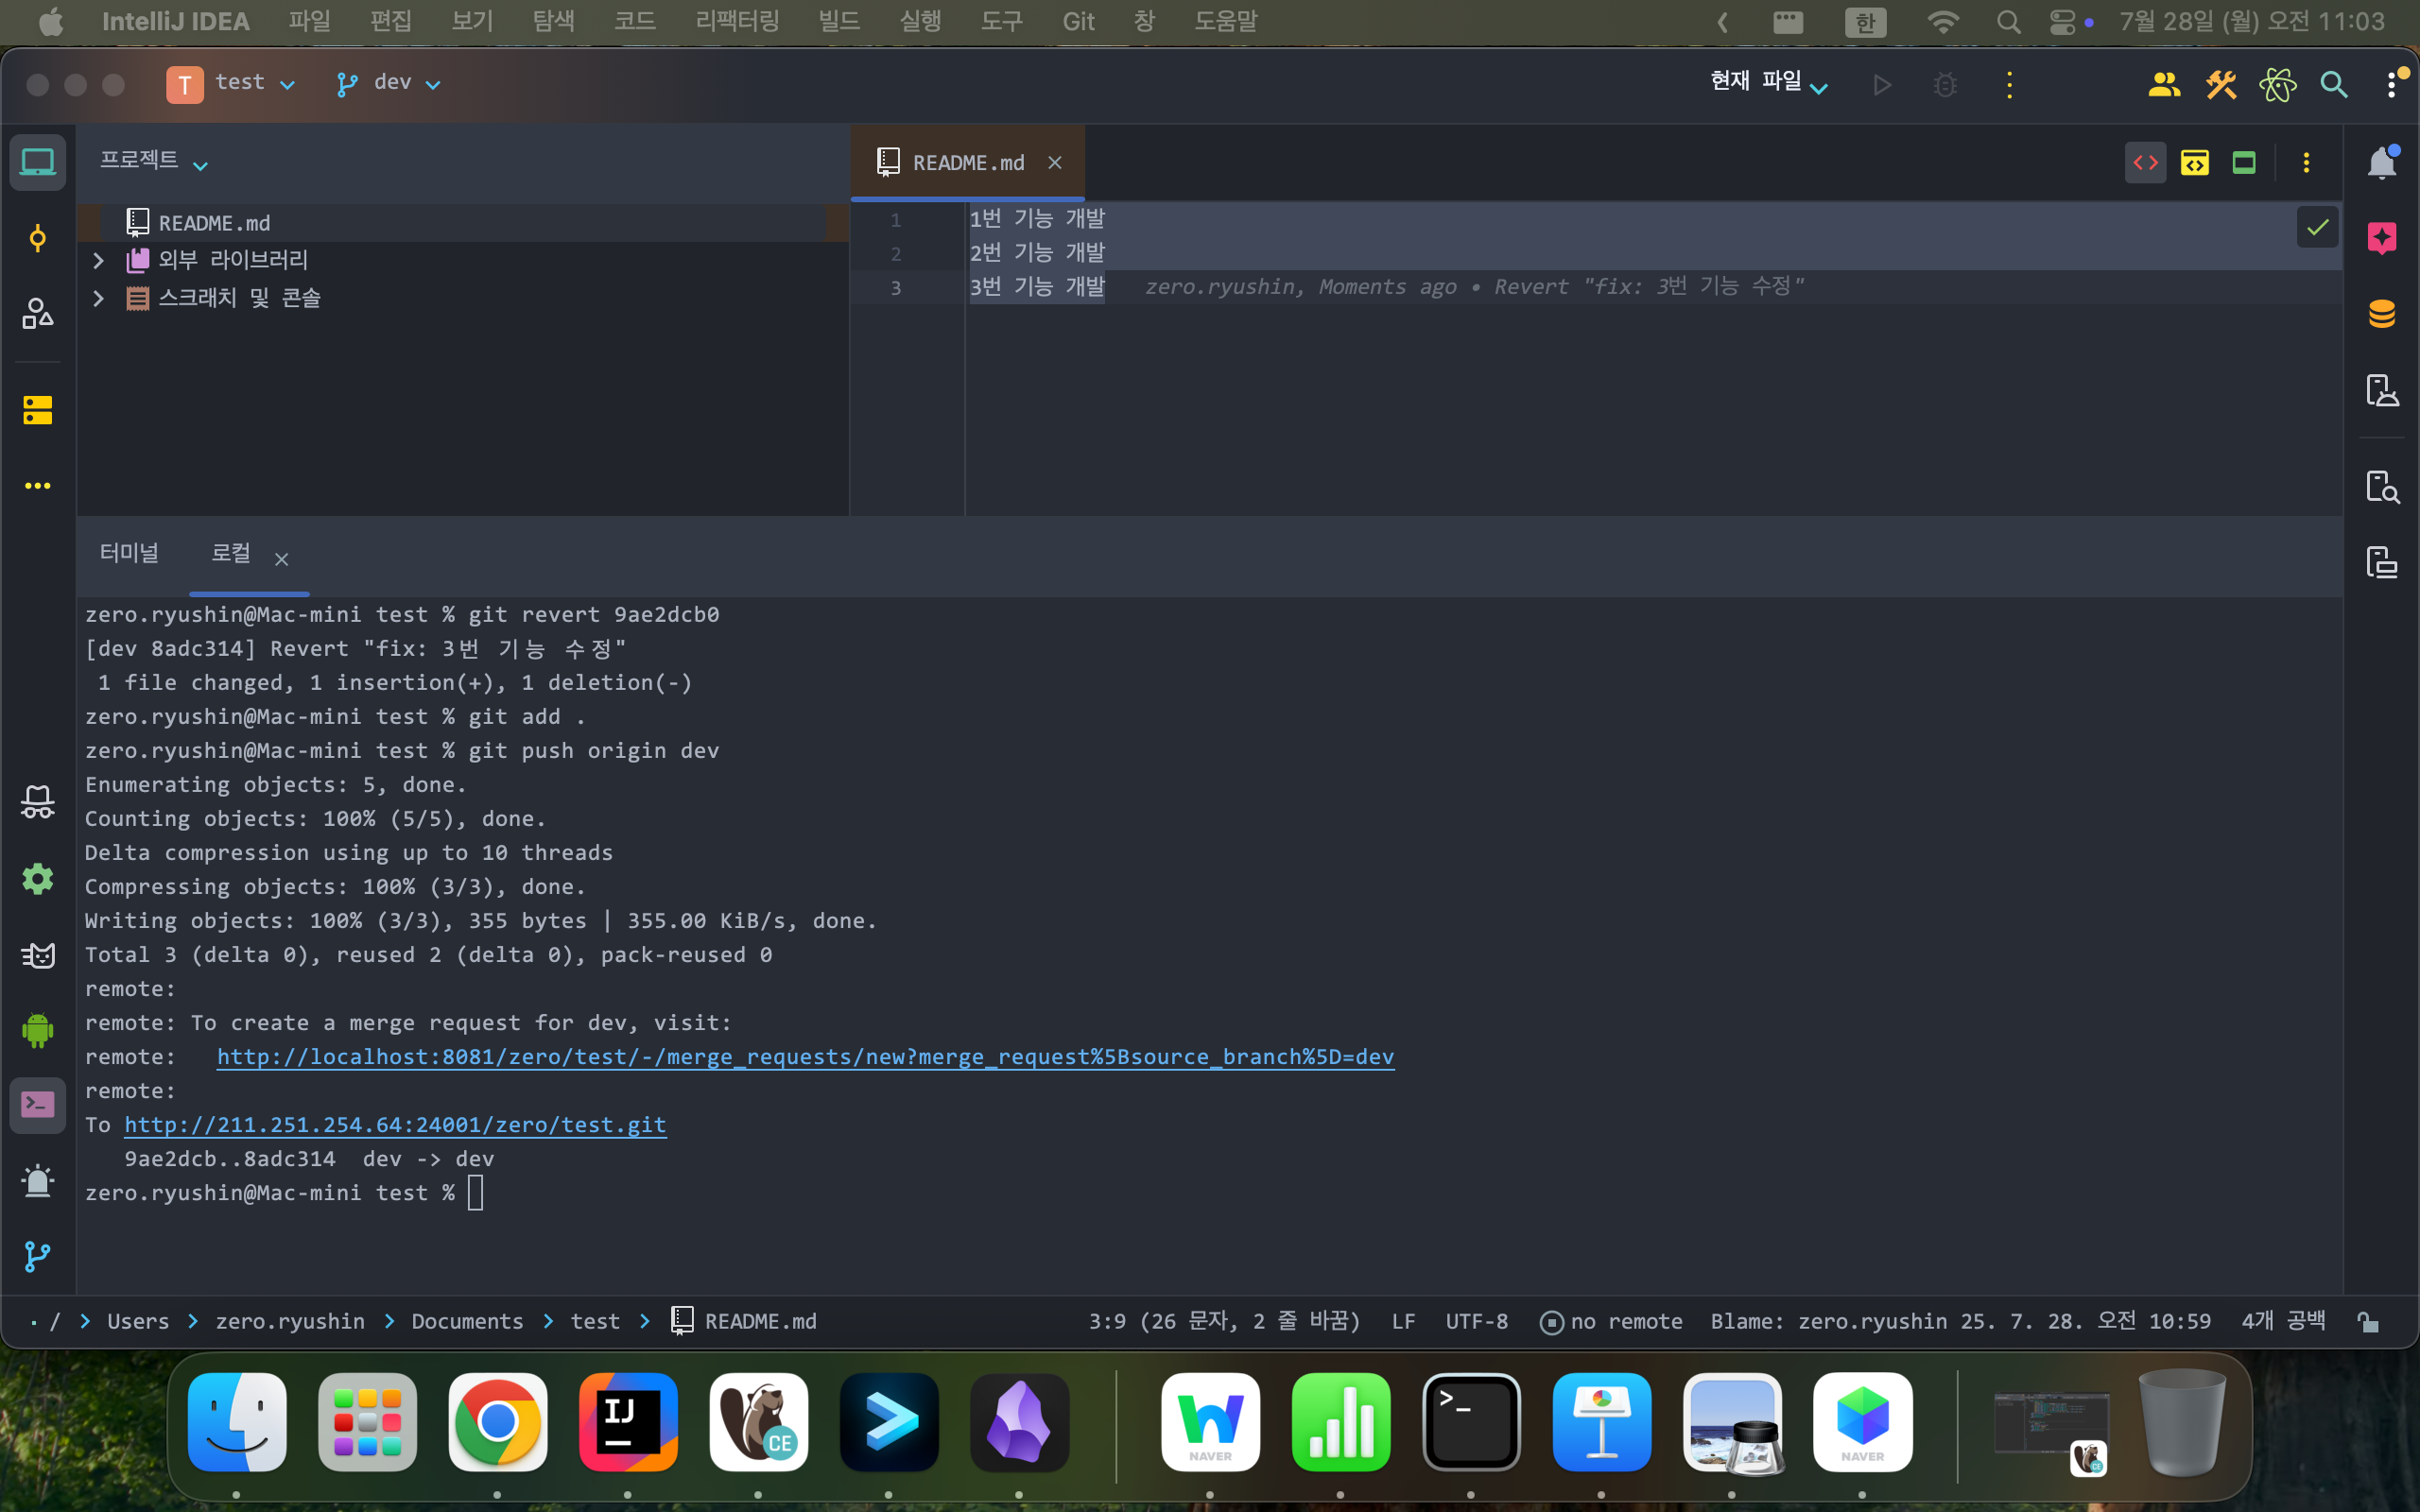 IntelliJ IDEA 파일 편집 보기 탐색 코드 리팩터링 빌드 실행 도구 Git 창 도움말 한 7월 28일 (월) 오전 11:03
T test dev 현재 파일
프로젝트 README.md
README.md
외부 라이브러리
스크래치 및 콘솔
1 1번 기능 개발
2 2번 기능 개발
3 3번 기능 개발 zero.ryushin, Moments ago • Revert "fix: 3번 기능 수정"
터미널 로컬
zero.ryushin@Mac-mini test % git revert 9ae2dcb0
[dev 8adc314] Revert "fix: 3번 기능 수정"
1 file changed, 1 insertion(+), 1 deletion(-)
zero.ryushin@Mac-mini test % git add .
zero.ryushin@Mac-mini test % git push origin dev
Enumerating objects: 5, done.
Counting objects: 100% (5/5), done.
Delta compression using up to 10 threads
Compressing objects: 100% (3/3), done.
Writing objects: 100% (3/3), 355 bytes | 355.00 KiB/s, done.
Total 3 (delta 0), reused 2 (delta 0), pack-reused 0
remote:
remote: To create a merge request for dev, visit:
remote: http://localhost:8081/zero/test/-/merge_requests/new?merge_request%5Bsource_branch%5D=dev
remote:
To http://211.251.254.64:24001/zero/test.git
9ae2dcb..8adc314 dev -> dev
zero.ryushin@Mac-mini test %
/ > Users > zero.ryushin > Documents > test > README.md 3:9 (26 문자, 2 줄 바꿈) LF UTF-8 no remote Blame: zero.ryushin 25. 7. 28. 오전 10:59 4개 공백
IJ CE NAVER >_ NAVER